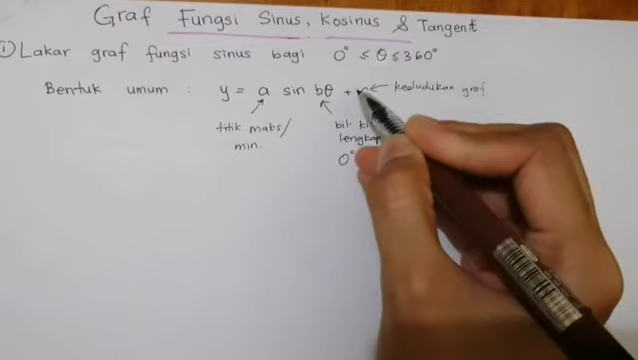 Graf Fungsi Sinus, Kosinus & Tangent
① Lakar graf fungsi sinus bagi 0° ≤ θ ≤ 360°
Bentuk umum : y = a sin bθ + ← kedudukan graf
titik maks/ bil.
min. lengkap
0°